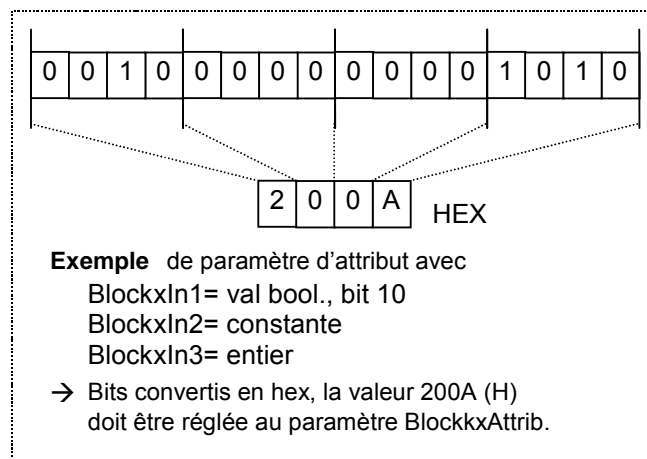 0 0 1 0 0 0 0 0 0 0 0 0 1 0 1 0
2 0 0 A HEX
Exemple de paramètre d'attribut avec
BlockxIn1= val bool., bit 10
BlockxIn2= constante
BlockxIn3= entier
→ Bits convertis en hex, la valeur 200A (H)
doit être réglée au paramètre BlockkxAttrib.